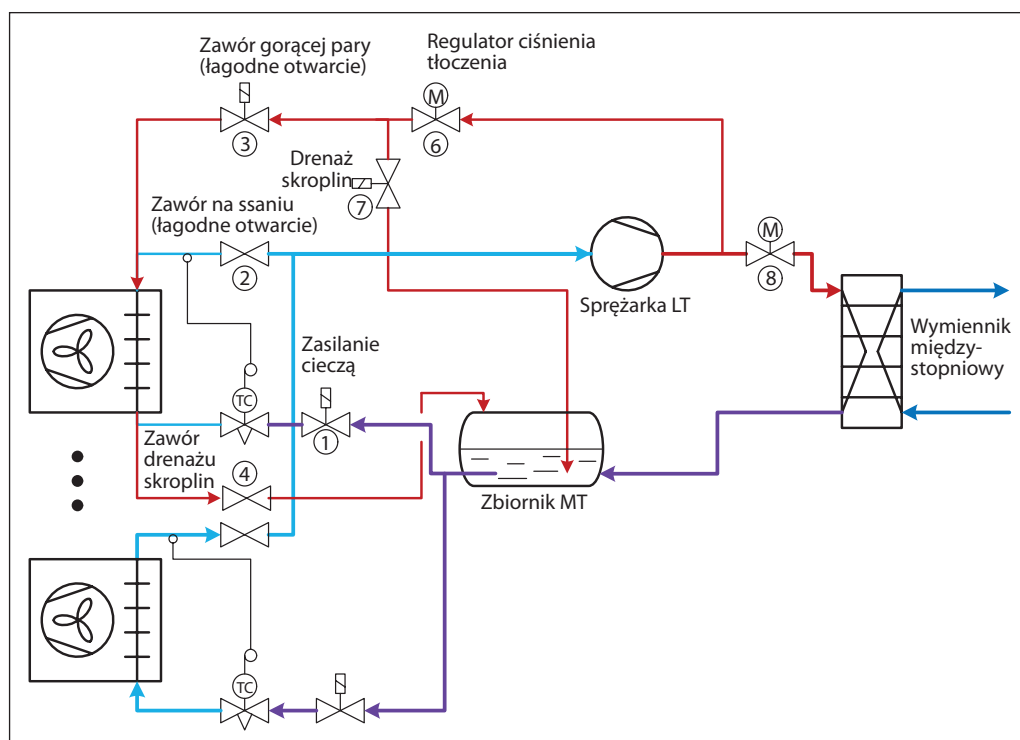 Zawór gorącej pary
(łagodne otwarcie)
Regulator ciśnienia
tłoczenia
M
3
6
Drenaż
skroplin
7
Zawór na ssaniu
(łagodne otwarcie)
2
M
8
Sprężarka LT
Wymiennik
między-
stopniowy
Zasilanie
cieczą
TC
1
Zawór
drenażu
skroplin
4
Zbiornik MT
TC